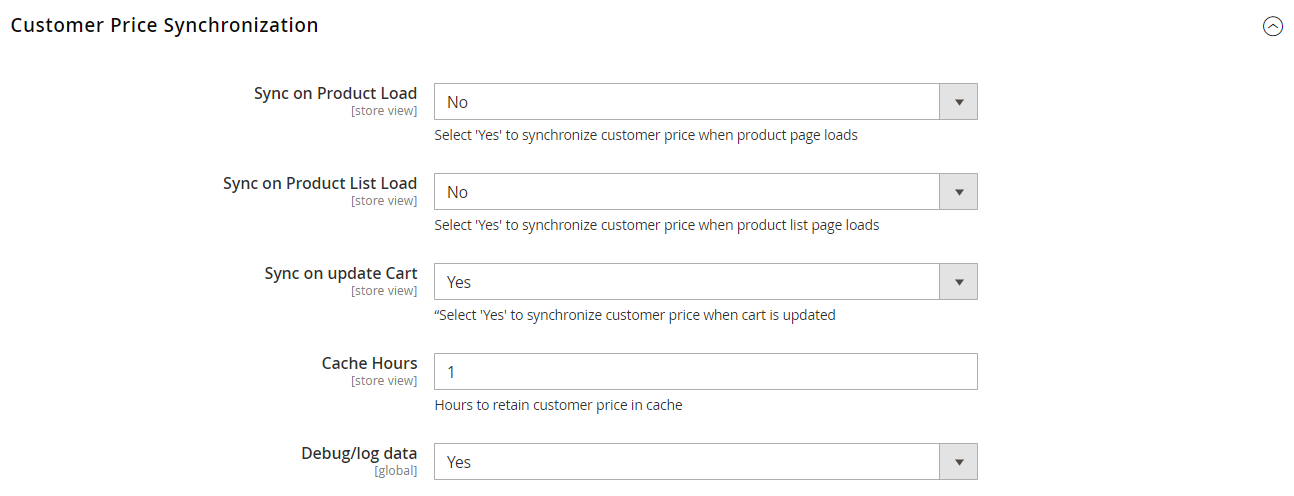 Customer Price Synchronization
Sync on Product Load
[store view]
No
Select 'Yes' to synchronize customer price when product page loads
Sync on Product List Load
[store view]
No
Select 'Yes' to synchronize customer price when product list page loads
Sync on update Cart
[store view]
Yes
“Select 'Yes' to synchronize customer price when cart is updated
Cache Hours
[store view]
1
Hours to retain customer price in cache
Debug/log data
[global]
Yes